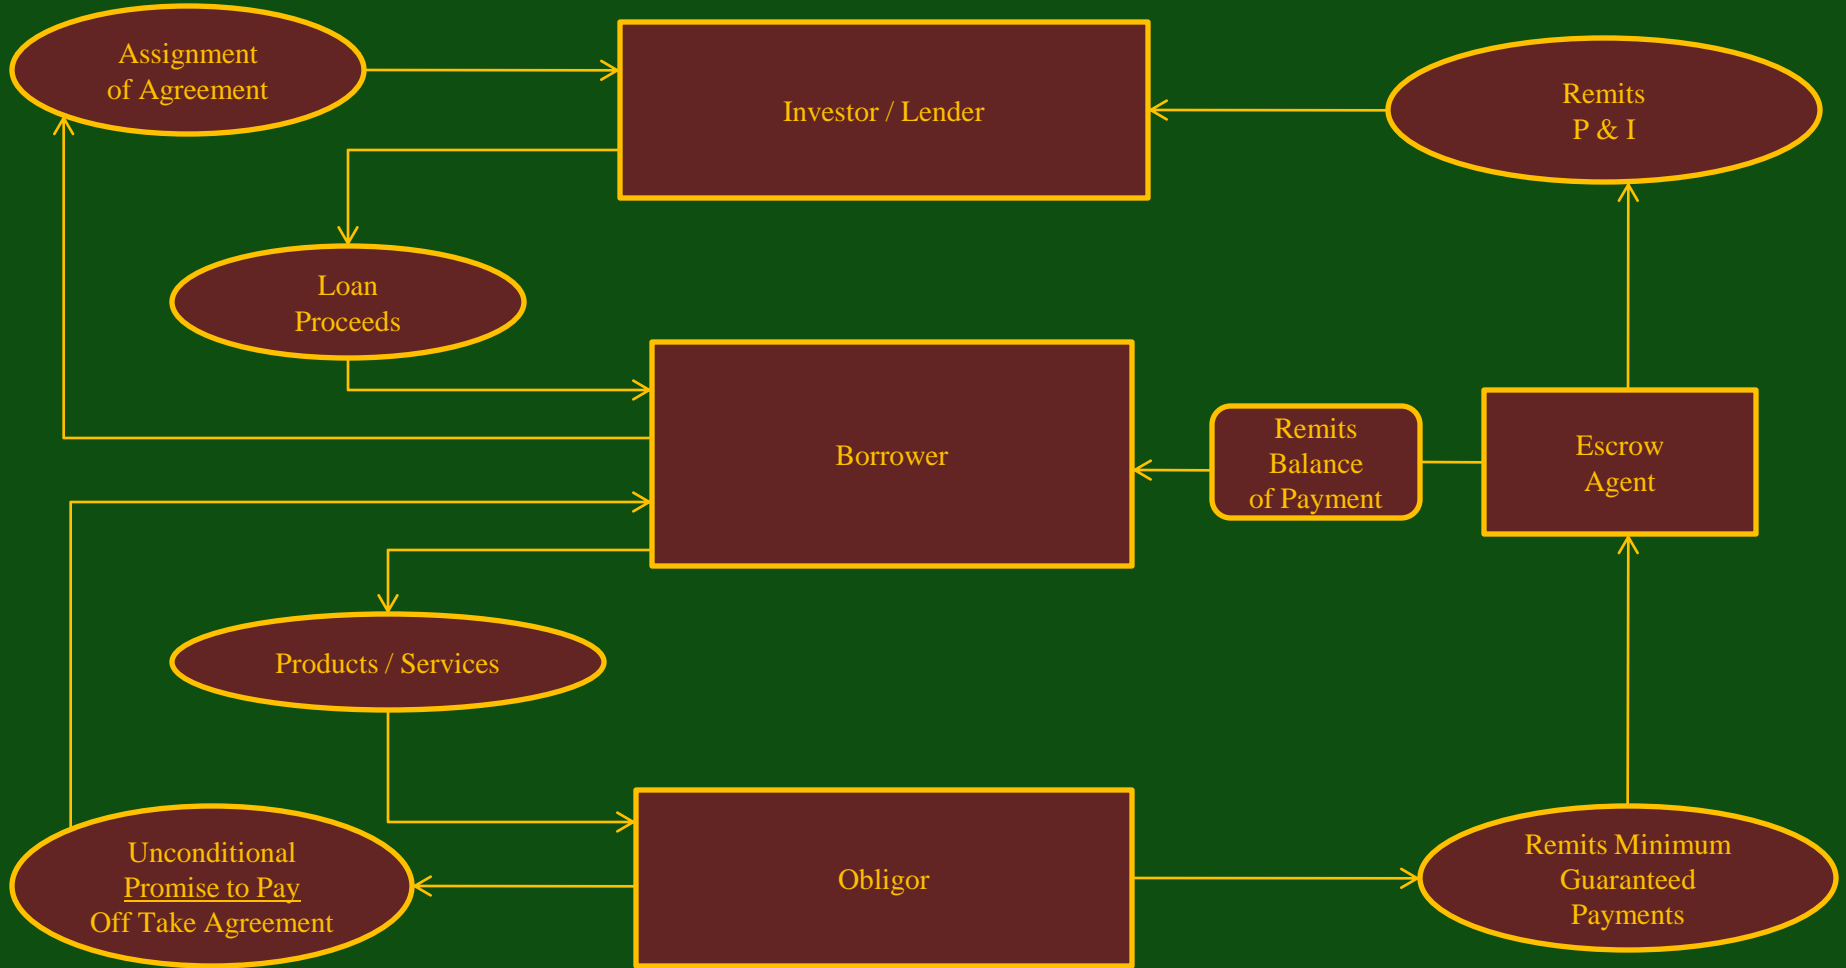 Assignment
of Agreement
Investor / Lender
Remits
P & I
Loan
Proceeds
Borrower
Remits
Balance
of Payment
Escrow
Agent
Products / Services
Unconditional
Promise to Pay
Off Take Agreement
Obligor
Remits Minimum
Guaranteed
Payments